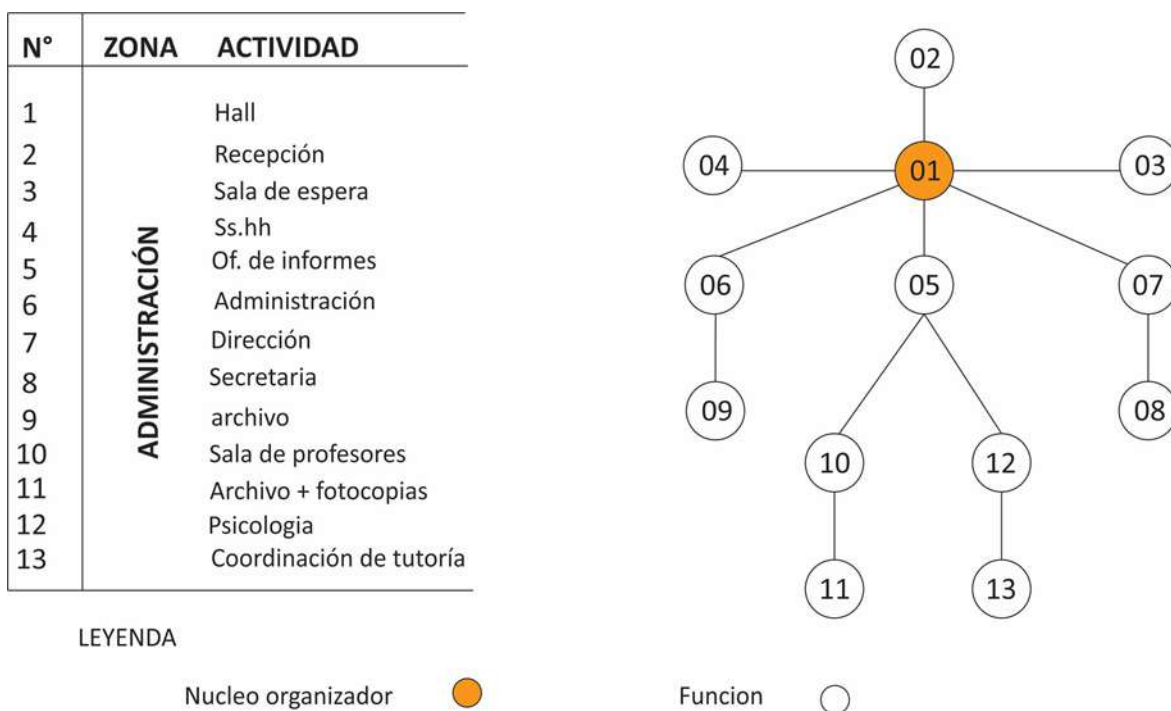 N° ZONA ACTIVIDAD
1 Hall
2 Recepción
3 Sala de espera
4 Ss.hh
5 Of. de informes
6 Administración
7 Dirección
8 Secretaria
9 archivo
10 Sala de profesores
11 Archivo + fotocopias
12 Psicologia
13 Coordinación de tutoría
ADMINISTRACIÓN
02
04 01 03
06 05 07
09 08
10 12
11 13
LEYENDA
Nucleo organizador
Funcion